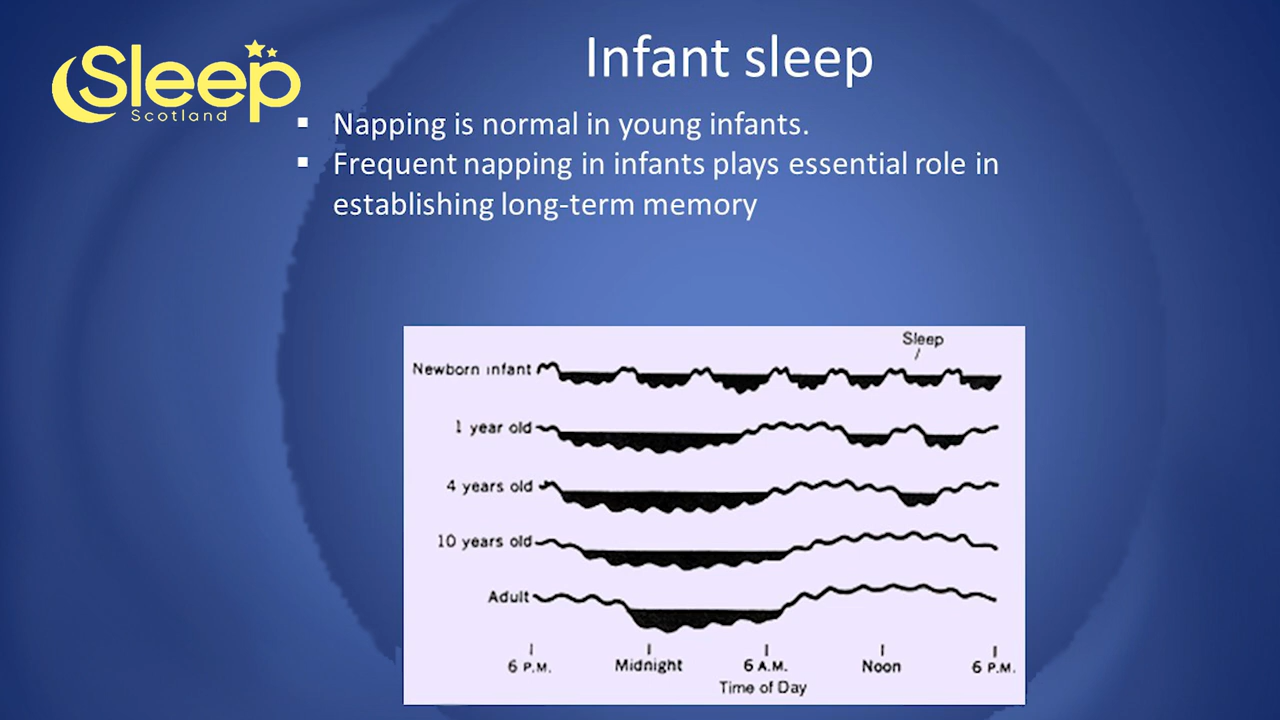 Sleep
Scotland
Infant sleep
▪ Napping is normal in young infants.
▪ Frequent napping in infants plays essential role in
establishing long-term memory
Sleep
Newborn infant
1 year old
4 years old
10 years old
Adult
6 P.M. Midnight 6 A.M. Noon 6 P.M.
Time of Day